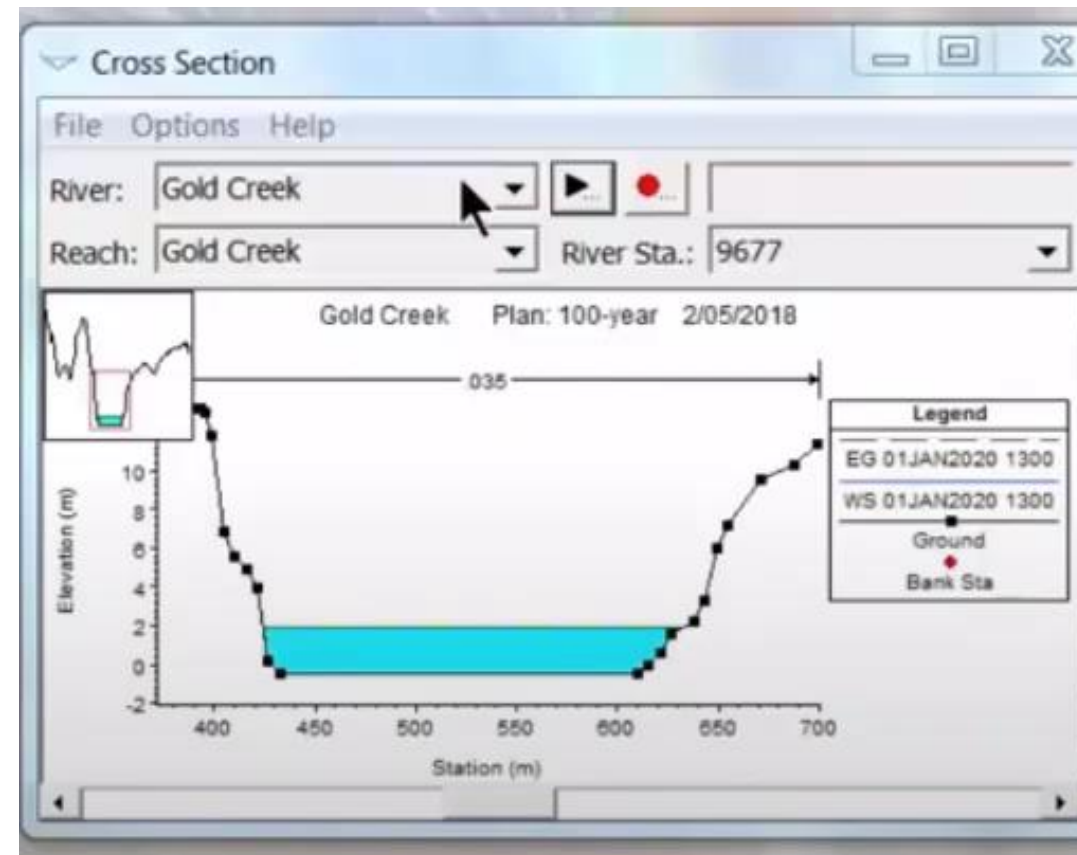 Cross Section
File Options Help
River: Gold Creek
Reach: Gold Creek River Sta.: 9677
Gold Creek Plan: 100-year 2/05/2018
.035
Legend
EG 01JAN2020 1300
WS 01JAN2020 1300
Ground
Bank Sta
Elevation (m)
10
8
6
4
2
0
-2
400 450 500 550 600 650 700
Station (m)